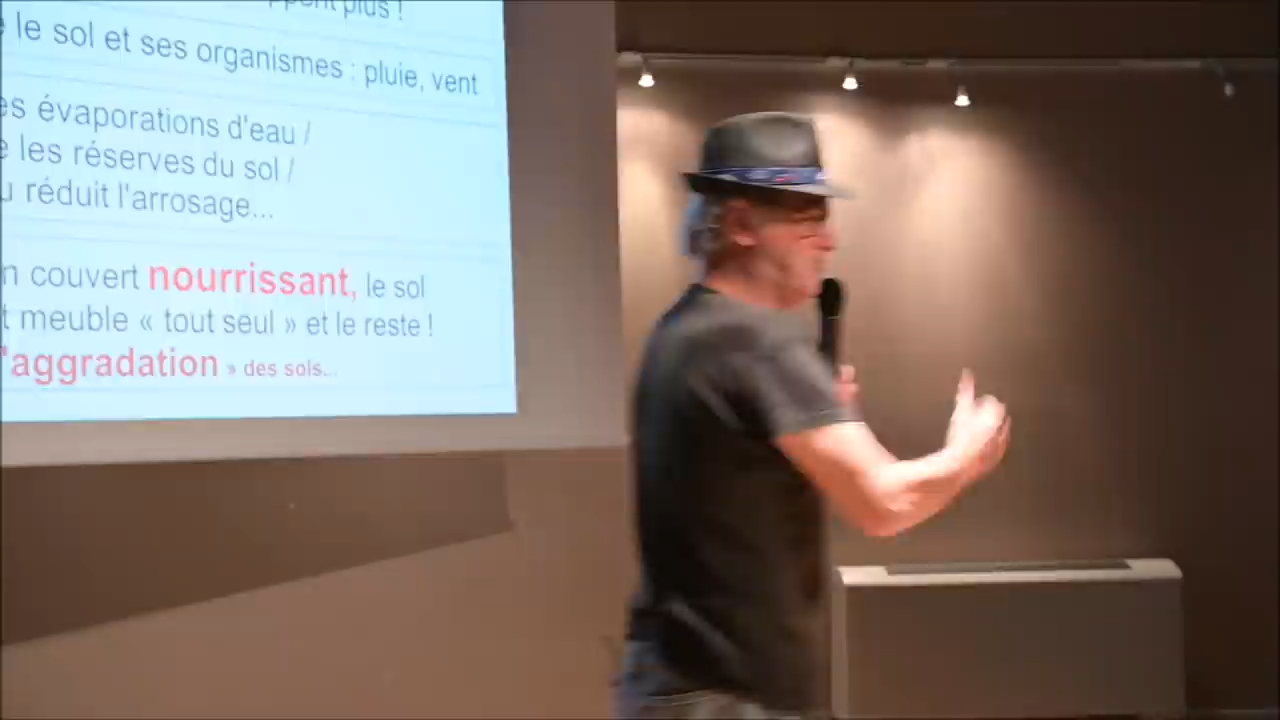 plus !
le sol et ses organismes : pluie, vent
évaporations d'eau /
les réserves du sol /
réduit l'arrosage...
couvert nourrissant, le sol
meuble « tout seul » et le reste !
"aggradation » des sols...